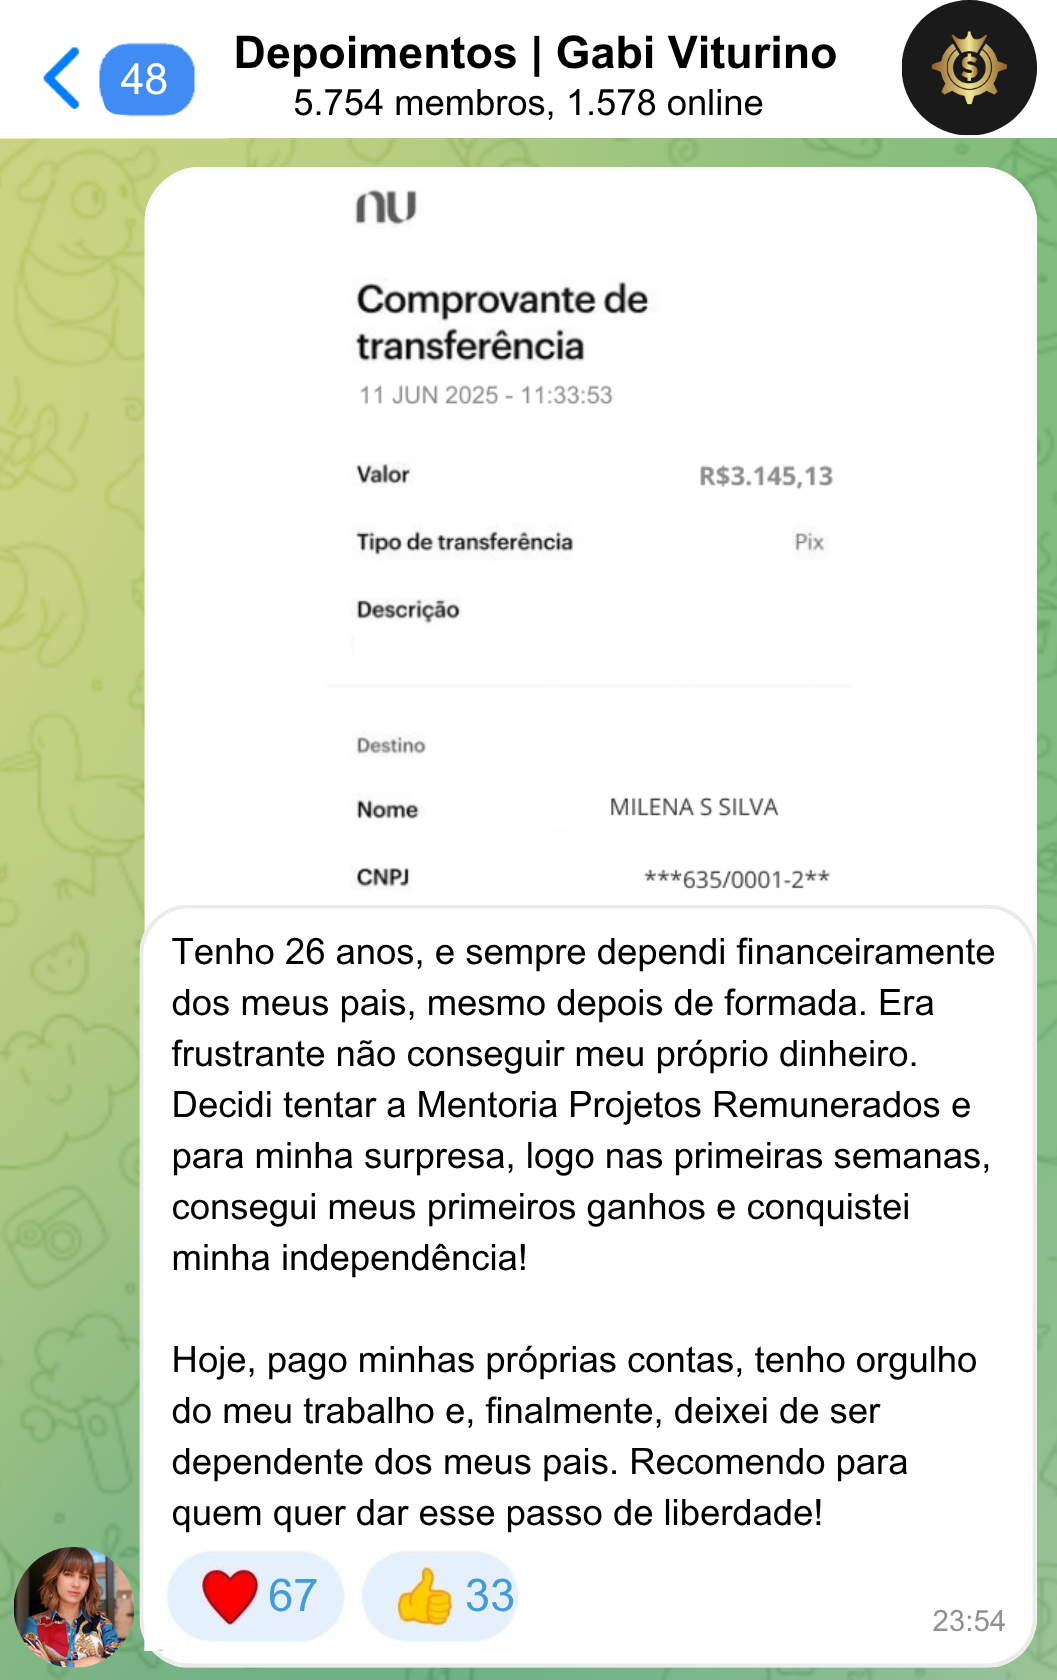 48
Depoimentos | Gabi Viturino
5.754 membros, 1.578 online
nu
Comprovante de
transferência
11 JUN 2025 - 11:33:53
Valor R$3.145,13
Tipo de transferência Pix
Descrição
Destino
Nome MILENA S SILVA
CNPJ ***635/0001-2**
Tenho 26 anos, e sempre dependi financeiramente
dos meus pais, mesmo depois de formada. Era
frustrante não conseguir meu próprio dinheiro.
Decidi tentar a Mentoria Projetos Remunerados e
para minha surpresa, logo nas primeiras semanas,
consegui meus primeiros ganhos e conquistei
minha independência!
Hoje, pago minhas próprias contas, tenho orgulho
do meu trabalho e, finalmente, deixei de ser
dependente dos meus pais. Recomendo para
quem quer dar esse passo de liberdade!
67 33
23:54